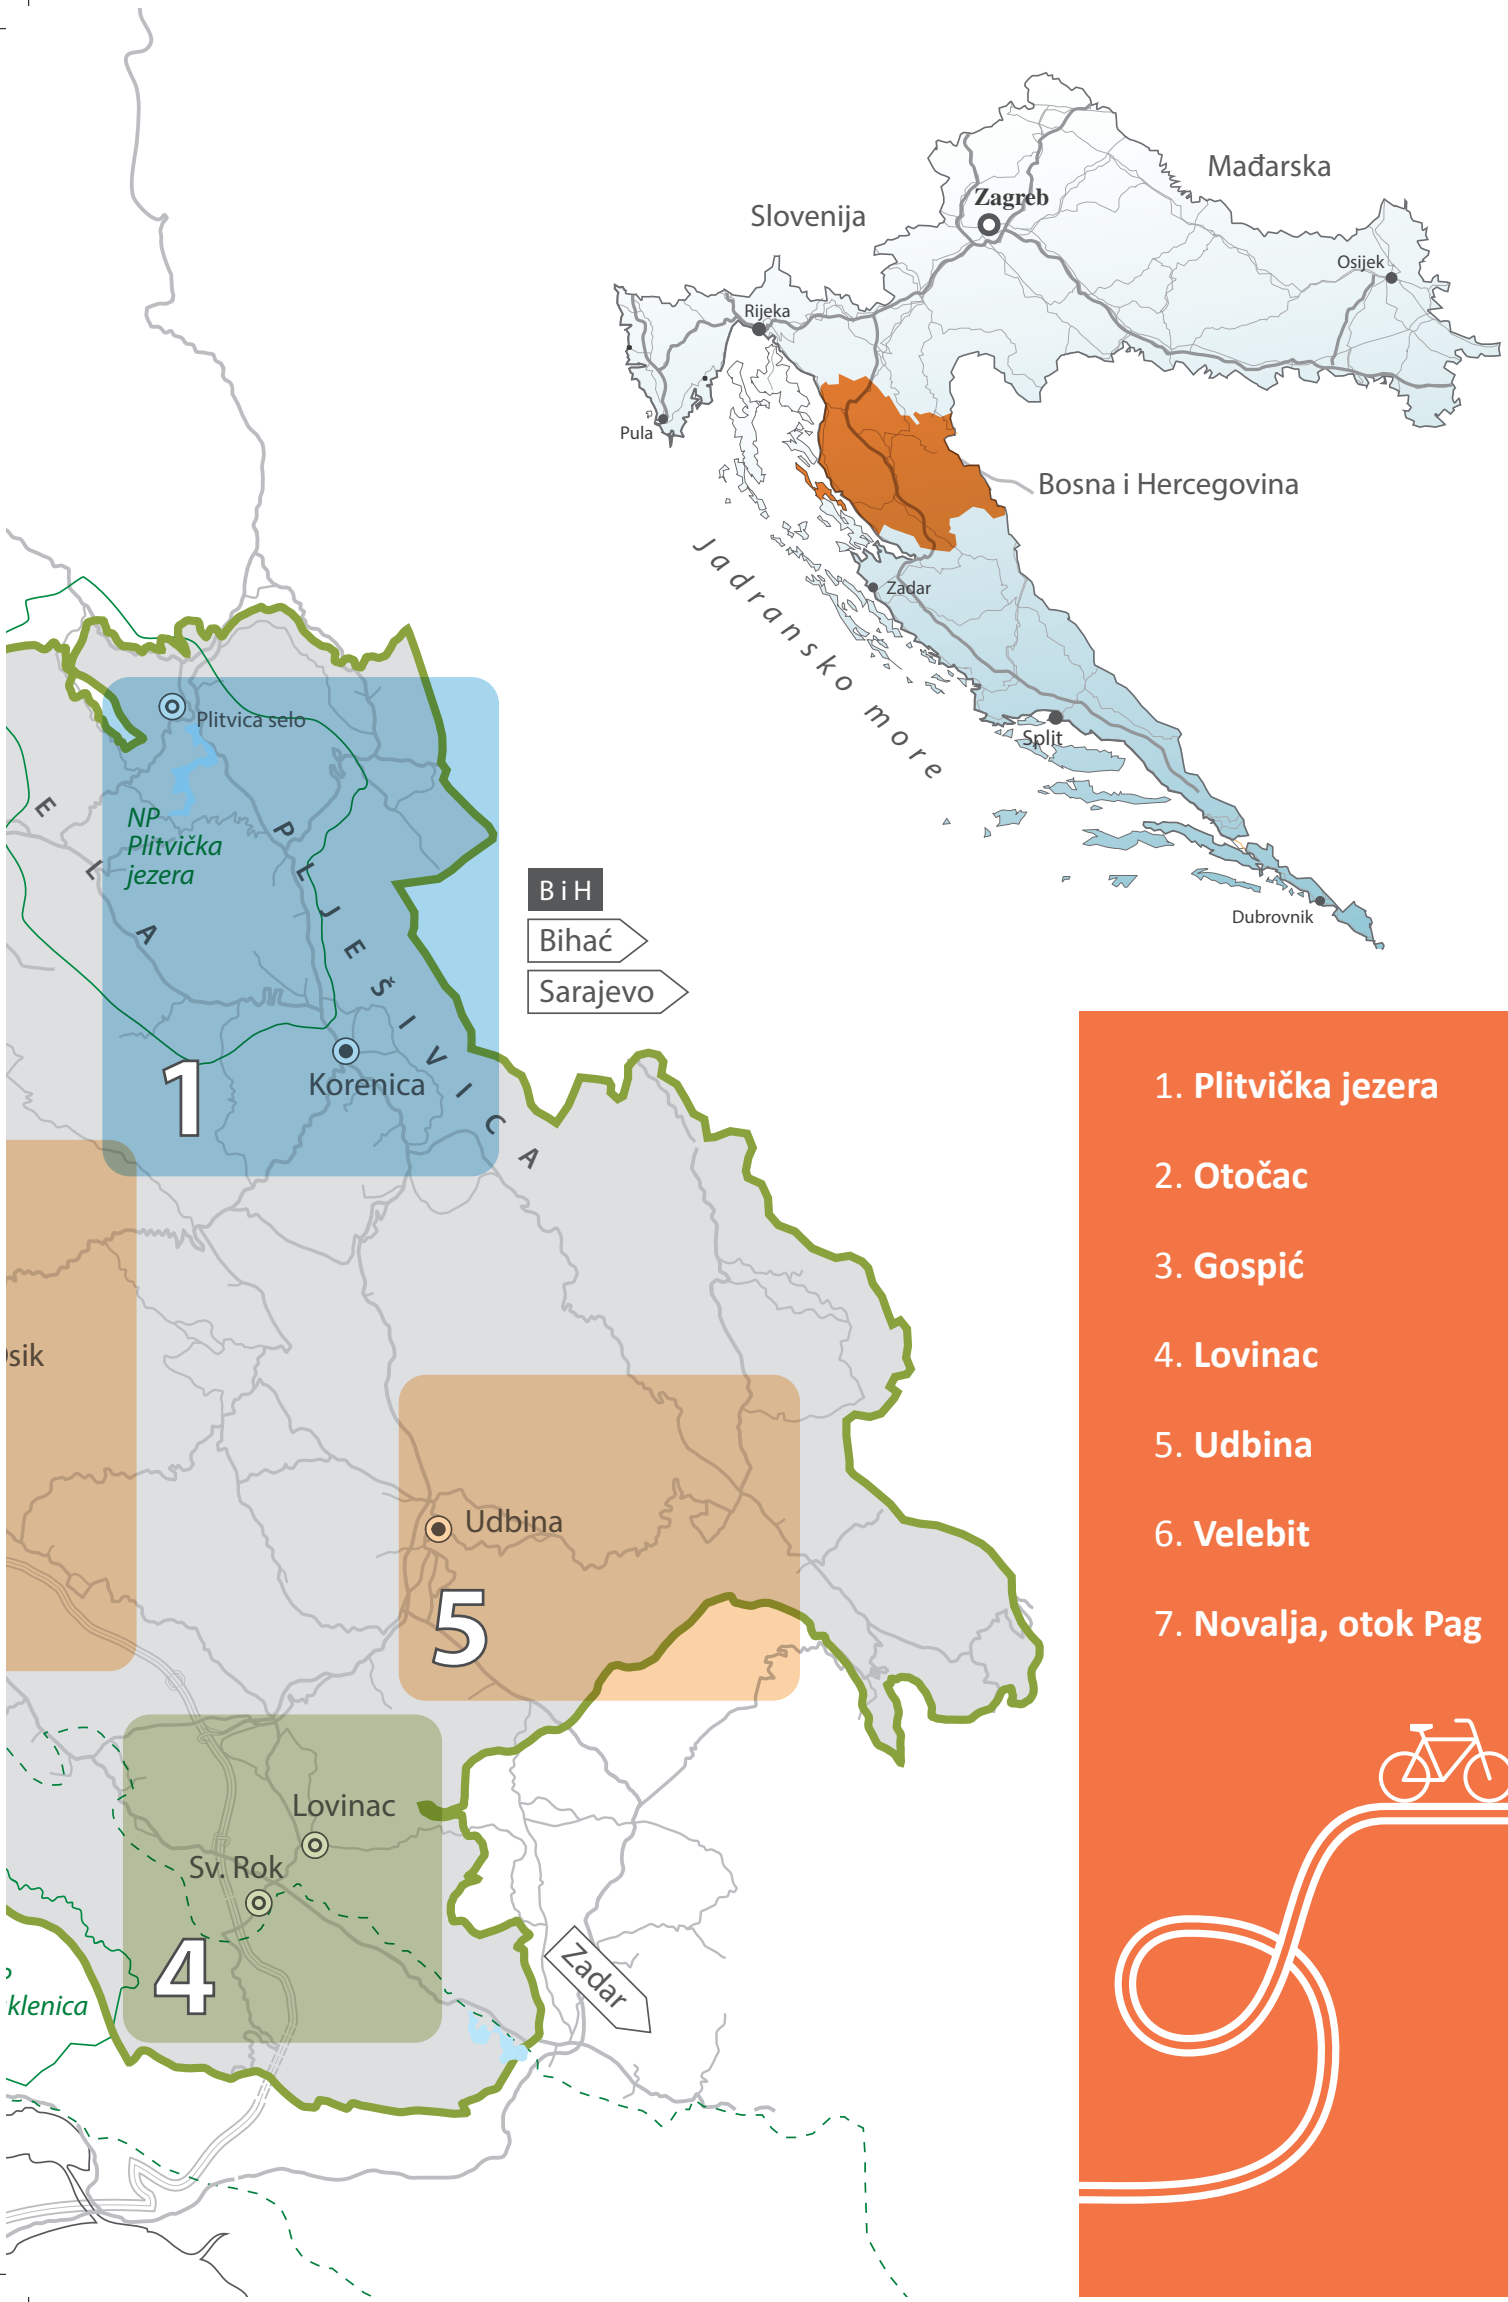 Mađarska
Zagreb
Slovenija
Osijek
Rijeka
Pula
Bosna i Hercegovina
Jadransko more
Zadar
Split
Dubrovnik
Plitvica selo
NP
Plitvička
jezera
ELA
PLJEŠIVICA
BiH
Bihać
Sarajevo
1
Korenica
sik
Udbina
5
Lovinac
Sv. Rok
4
klenica
Zadar
1. Plitvička jezera
2. Otočac
3. Gospić
4. Lovinac
5. Udbina
6. Velebit
7. Novalja, otok Pag